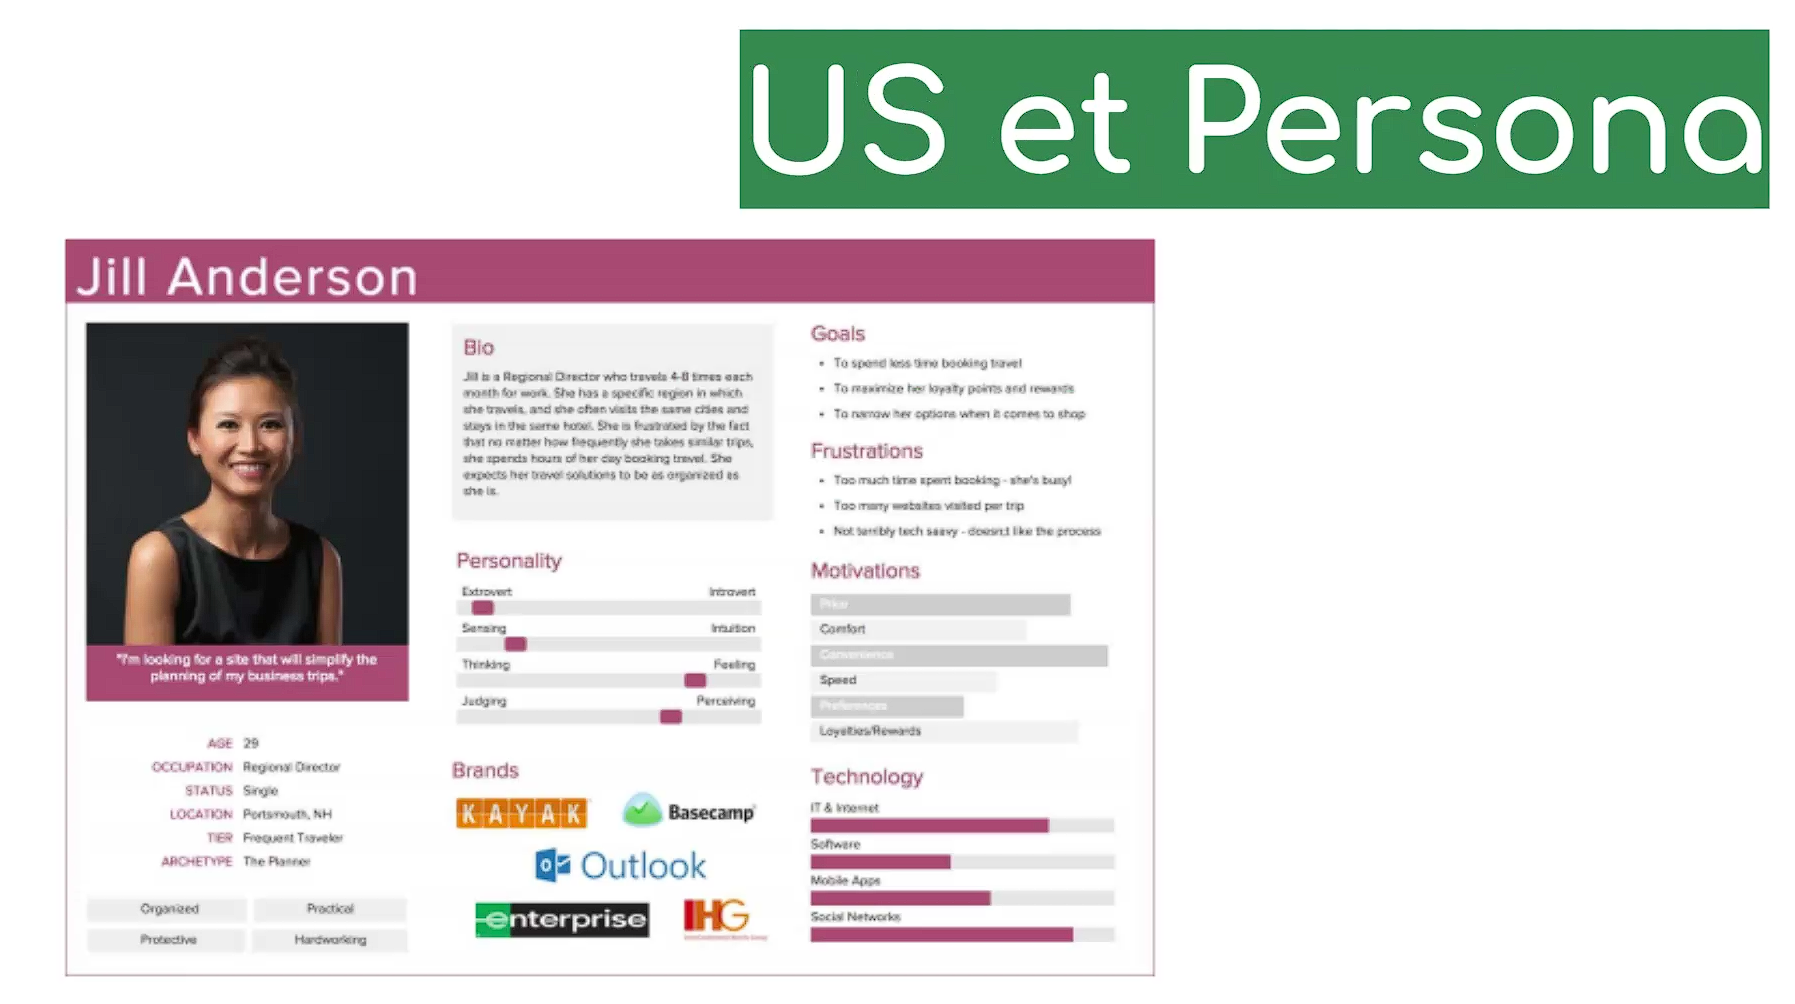 US et Persona
Jill Anderson
"I'm looking for a site that will simplify the
planning of my business trips."
AGE 29
OCCUPATION Regional Director
STATUS Single
LOCATION Portsmouth, NH
TIER Frequent Traveler
ARCHETYPE The Planner
Organized Practical
Protective Hardworking
Bio
Jill is a Regional Director who travels 4-8 times each
month for work. She has a specific region in which
she travels, and she often visits the same cities and
stays in the same hotel. She is frustrated by the fact
that no matter how frequently she takes similar trips,
she spends hours of her day booking travel. She
expects her travel solutions to be as organized as
she is.
Personality
Extrovert Introvert
Sensing Intuition
Thinking Feeling
Judging Perceiving
Brands
KAYAK Basecamp
Outlook
enterprise IHG
Goals
• To spend less time booking travel
• To maximize her loyalty points and rewards
• To narrow her options when it comes to shop
Frustrations
• Too much time spent booking - she's busy!
• Too many websites visited per trip
• Not terribly tech savvy - doesn't like the process
Motivations
Price
Comfort
Convenience
Speed
Preferences
Loyalties/Rewards
Technology
IT & Internet
Software
Mobile Apps
Social Networks